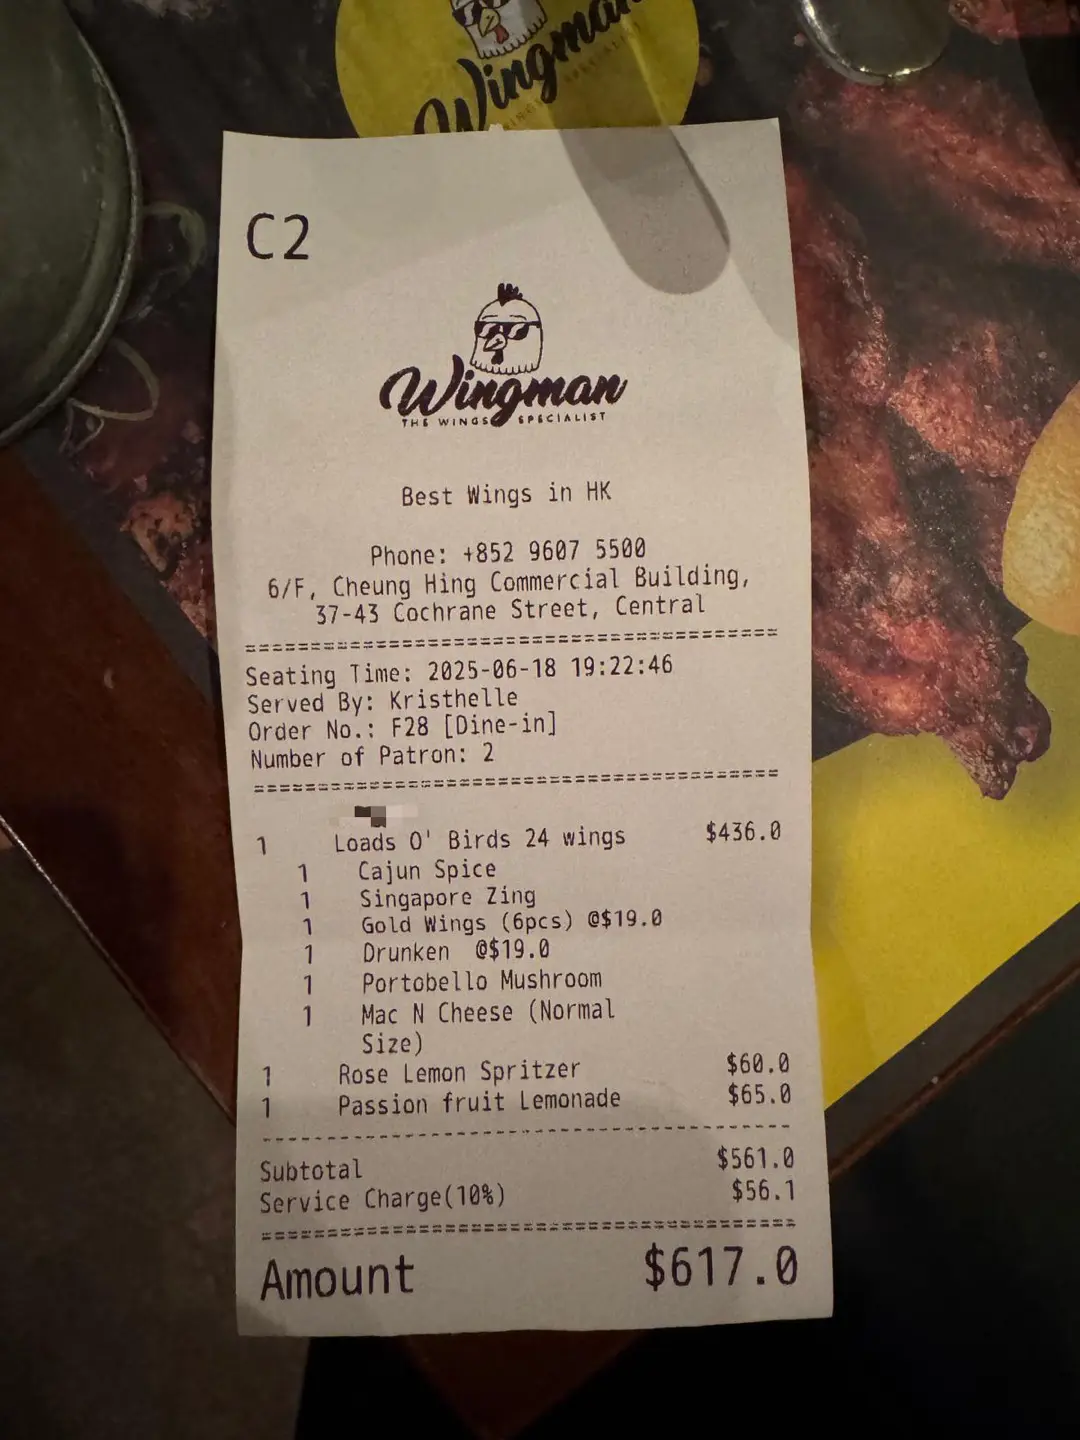 Wingman
C2
Wingman
THE WINGS SPECIALIST
Best Wings in HK
Phone: +852 9607 5500
6/F, Cheung Hing Commercial Building,
37-43 Cochrane Street, Central
========================================
Seating Time: 2025-06-18 19:22:46
Served By: Kristhelle
Order No.: F28 [Dine-in]
Number of Patron: 2
========================================
1 Loads O' Birds 24 wings $436.0
1 Cajun Spice
1 Singapore Zing
1 Gold Wings (6pcs) @$19.0
1 Drunken @$19.0
1 Portobello Mushroom
1 Mac N Cheese (Normal
Size)
1 Rose Lemon Spritzer $60.0
1 Passion fruit Lemonade $65.0
----------------------------------------
Subtotal $561.0
Service Charge(10%) $56.1
========================================
Amount $617.0